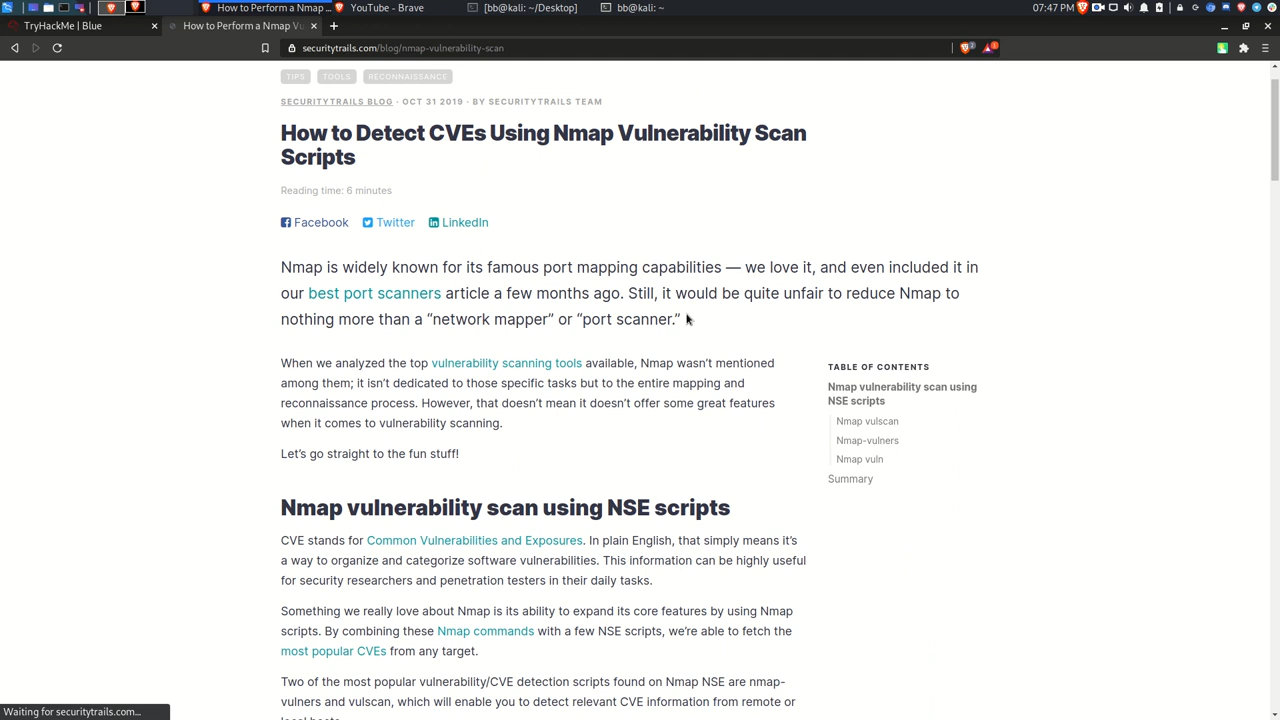 How to Perform a Nmap ...
YouTube - Brave
[bb@kali: ~/Desktop]
bb@kali: ~
07:47 PM
TryHackMe | Blue
How to Perform a Nmap Vu
securitytrails.com/blog/nmap-vulnerability-scan
TIPS
TOOLS
RECONNAISSANCE
SECURITYTRAILS BLOG · OCT 31 2019 · BY SECURITYTRAILS TEAM
How to Detect CVEs Using Nmap Vulnerability Scan
Scripts
Reading time: 6 minutes
Facebook
Twitter
LinkedIn
Nmap is widely known for its famous port mapping capabilities — we love it, and even included it in
our best port scanners article a few months ago. Still, it would be quite unfair to reduce Nmap to
nothing more than a “network mapper” or “port scanner.”
When we analyzed the top vulnerability scanning tools available, Nmap wasn’t mentioned
among them; it isn’t dedicated to those specific tasks but to the entire mapping and
reconnaissance process. However, that doesn’t mean it doesn’t offer some great features
when it comes to vulnerability scanning.
Let’s go straight to the fun stuff!
TABLE OF CONTENTS
Nmap vulnerability scan using
NSE scripts
Nmap vulscan
Nmap-vulners
Nmap vuln
Summary
Nmap vulnerability scan using NSE scripts
CVE stands for Common Vulnerabilities and Exposures. In plain English, that simply means it’s
a way to organize and categorize software vulnerabilities. This information can be highly useful
for security researchers and penetration testers in their daily tasks.
Something we really love about Nmap is its ability to expand its core features by using Nmap
scripts. By combining these Nmap commands with a few NSE scripts, we’re able to fetch the
most popular CVEs from any target.
Two of the most popular vulnerability/CVE detection scripts found on Nmap NSE are nmap-
vulners and vulscan, which will enable you to detect relevant CVE information from remote or
local hosts.
Waiting for securitytrails.com...